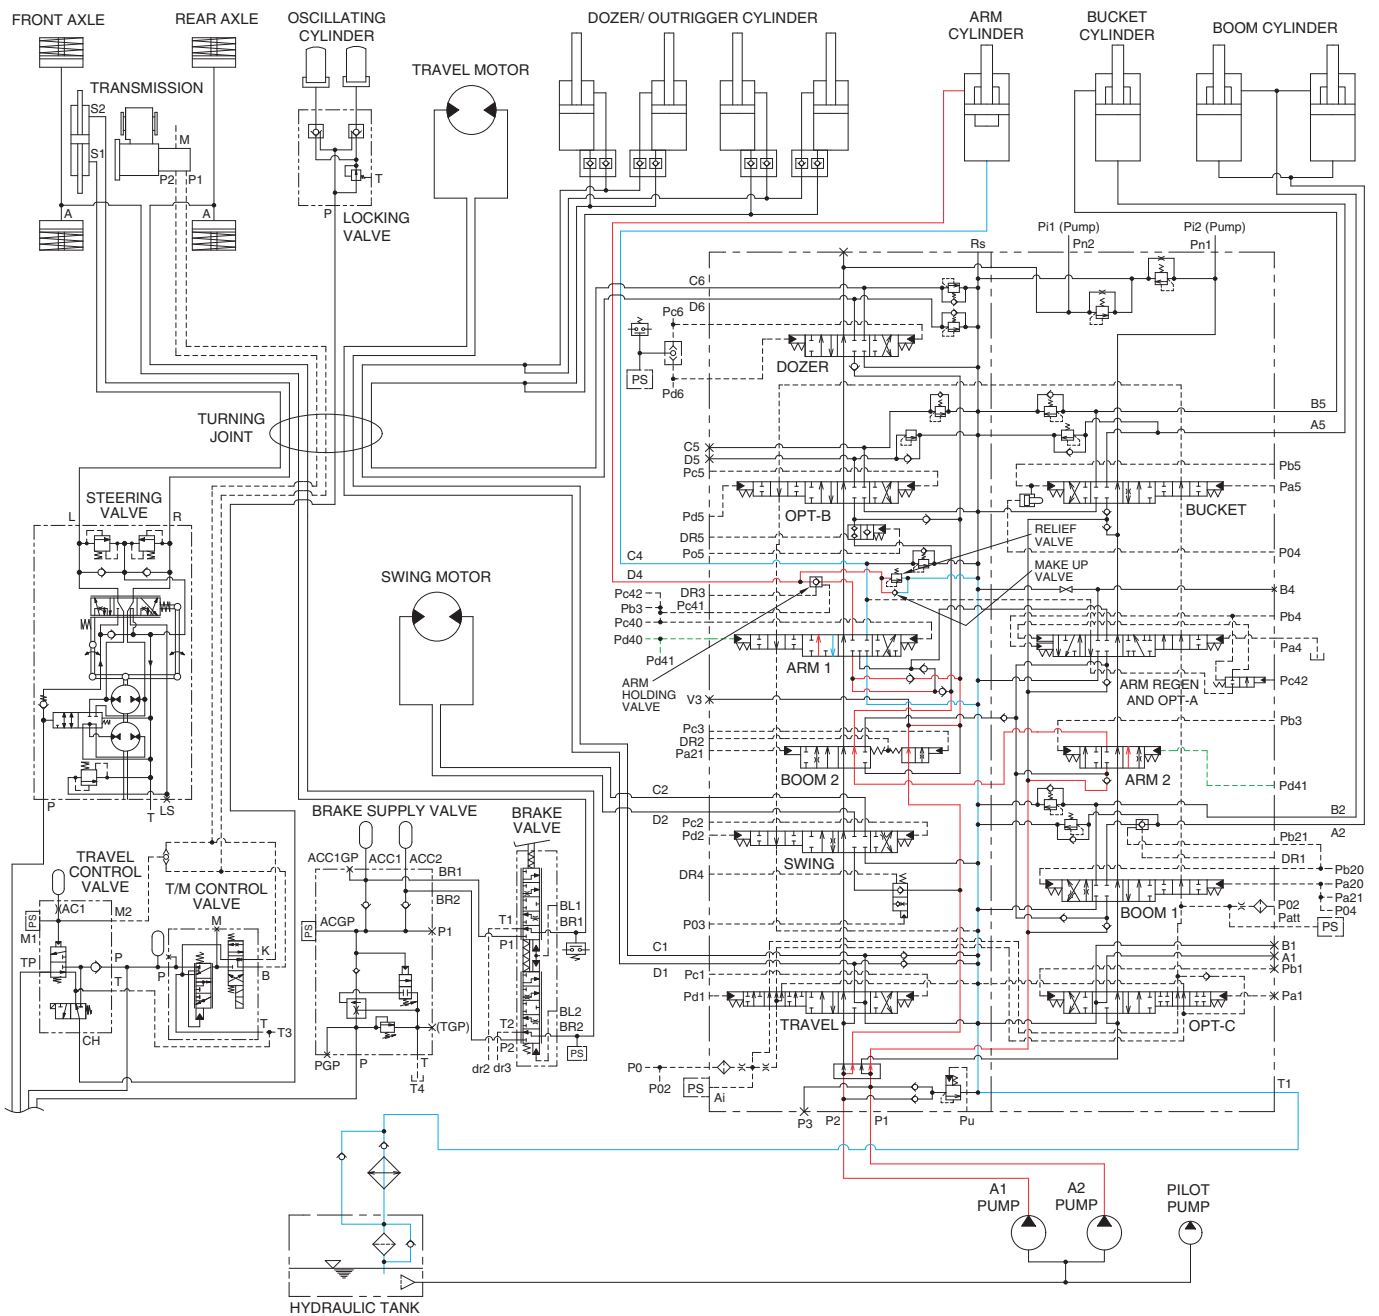 FRONT AXLE
REAR AXLE
OSCILLATING
CYLINDER
DOZER/ OUTRIGGER CYLINDER
ARM
CYLINDER
BUCKET
CYLINDER
BOOM CYLINDER
TRAVEL MOTOR
TRANSMISSION
S2
M
S1
P2
P1
T
A
A
P
LOCKING
VALVE
Pi1 (Pump)
Pn2
Pi2 (Pump)
Pn1
Rs
C6
D6
Pc6
DOZER
PS
Pd6
TURNING
JOINT
B5
A5
C5
D5
Pc5
Pb5
Pa5
STEERING
VALVE
L
R
OPT-B
BUCKET
Pd5
DR5
Po5
RELIEF
VALVE
P04
C4
D4
MAKE UP
VALVE
SWING MOTOR
Pc42
Pb3
Pc40
DR3
Pc41
B4
Pb4
Pd40
Pd41
ARM 1
Pa4
ARM
HOLDING
VALVE
ARM REGEN
AND OPT-A
Pc42
V3
Pc3
DR2
Pa21
Pb3
BOOM 2
ARM 2
P
T
LS
C2
D2
Pd41
B2
A2
BRAKE SUPPLY VALVE
BRAKE
VALVE
Pc2
Pd2
SWING
Pb21
DR1
TRAVEL
CONTROL
VALVE
ACC1GP
ACC1
ACC2
BR1
BR2
DR4
Pb20
Pa20
Pa21
P04
T/M CONTROL
VALVE
BL1
BOOM 1
AC1
M2
PS
M1
M
PS
ACGP
P1
T1
BR1
P1
P03
P02
Patt
PS
TP
P
T
P
K
B
C1
D1
B1
A1
Pb1
Pc1
Pd1
TRAVEL
OPT-C
Pa1
T
T3
CH
(TGP)
BL2
T2
BR2
P2
PS
PGP
P
T
T4
dr2
dr3
P0
P02
PS
Ai
T1
P3
P2
P1
Pu
A1
PUMP
A2
PUMP
PILOT
PUMP
HYDRAULIC TANK